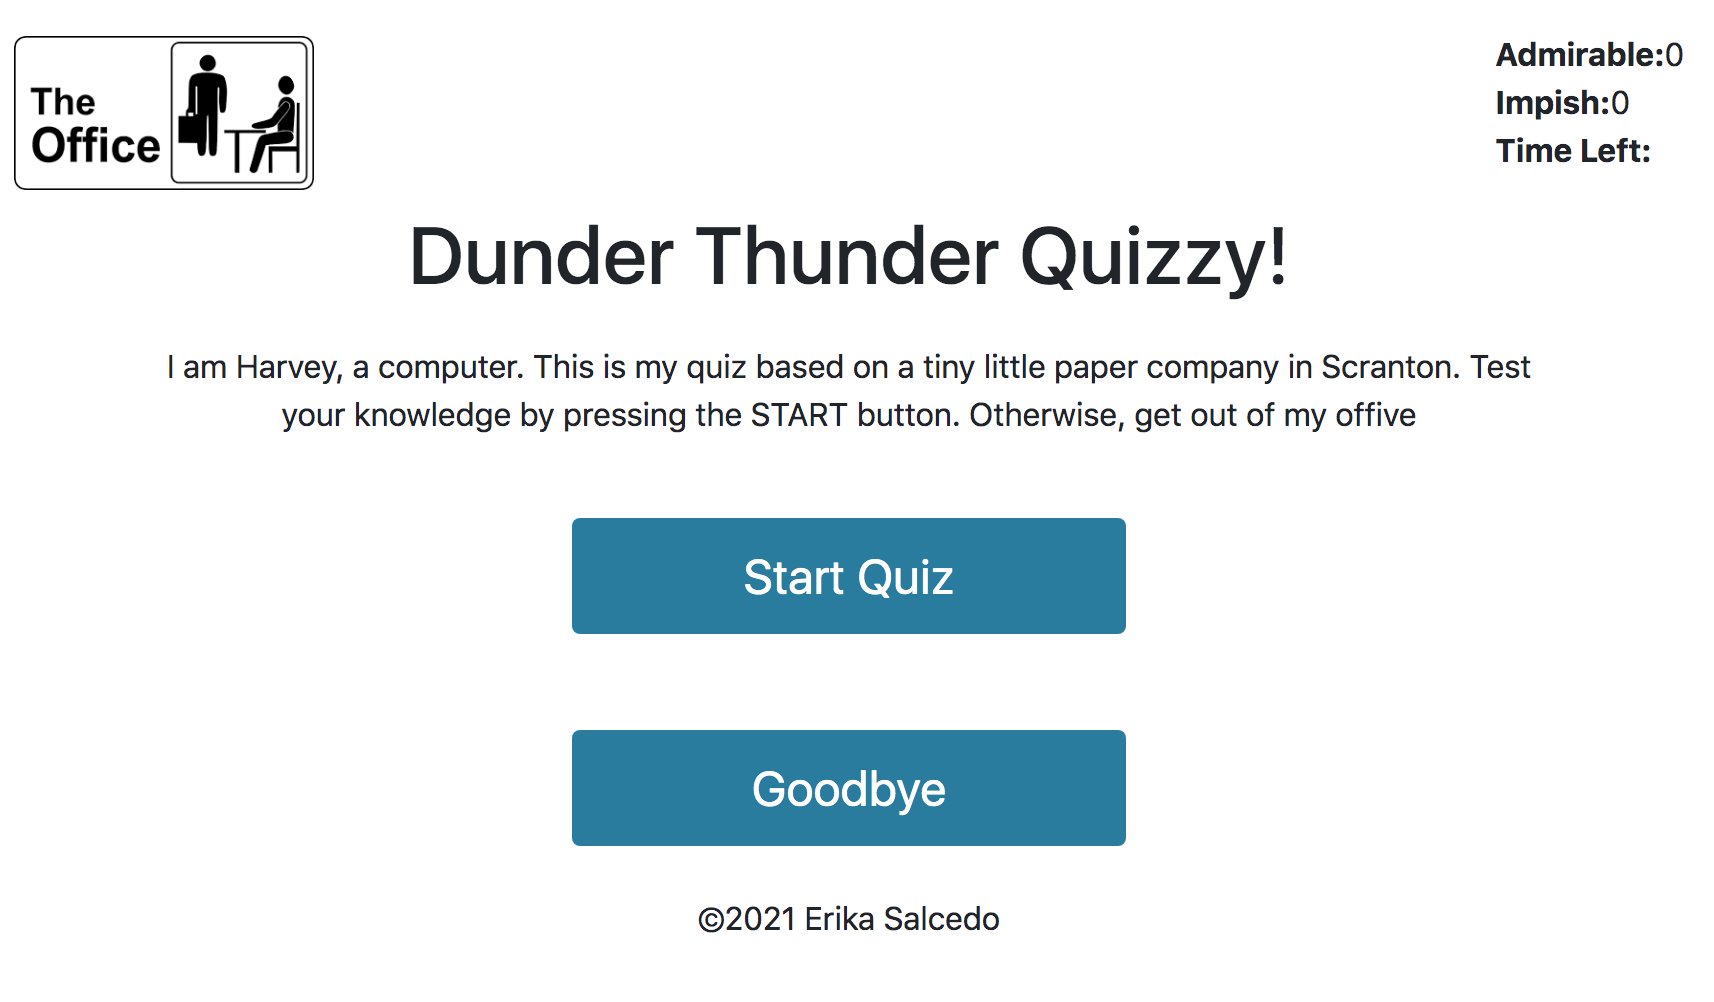 The
Office
Admirable:0
Impish:0
Time Left:
Dunder Thunder Quizzy!
I am Harvey, a computer. This is my quiz based on a tiny little paper company in Scranton. Test
your knowledge by pressing the START button. Otherwise, get out of my offive
Start Quiz
Goodbye
©2021 Erika Salcedo